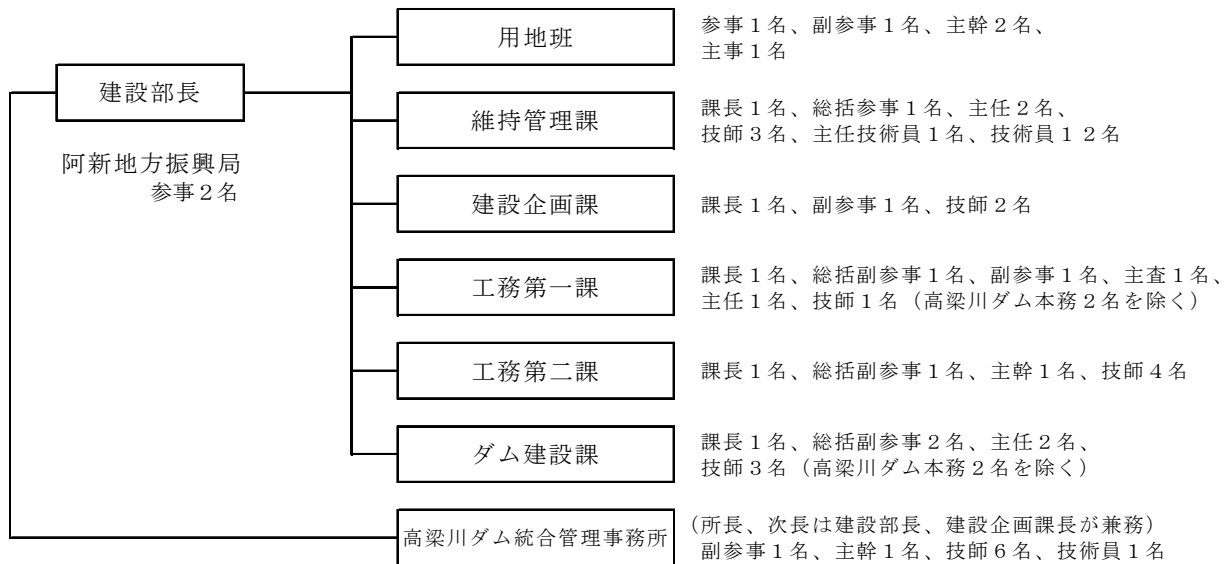 用地班
参事１名、副参事１名、主幹２名、
主事１名
建設部長
阿新地方振興局
参事２名
維持管理課
課長１名、総括参事１名、主任２名、
技師３名、主任技術員１名、技術員１２名
建設企画課
課長１名、副参事１名、技師２名
工務第一課
課長１名、総括副参事１名、副参事１名、主査１名、
主任１名、技師１名（高梁川ダム本務２名を除く）
工務第二課
課長１名、総括副参事１名、主幹１名、技師４名
ダム建設課
課長１名、総括副参事２名、主任２名、
技師３名（高梁川ダム本務２名を除く）
高梁川ダム統合管理事務所
（所長、次長は建設部長、建設企画課長が兼務）
副参事１名、主幹１名、技師６名、技術員１名